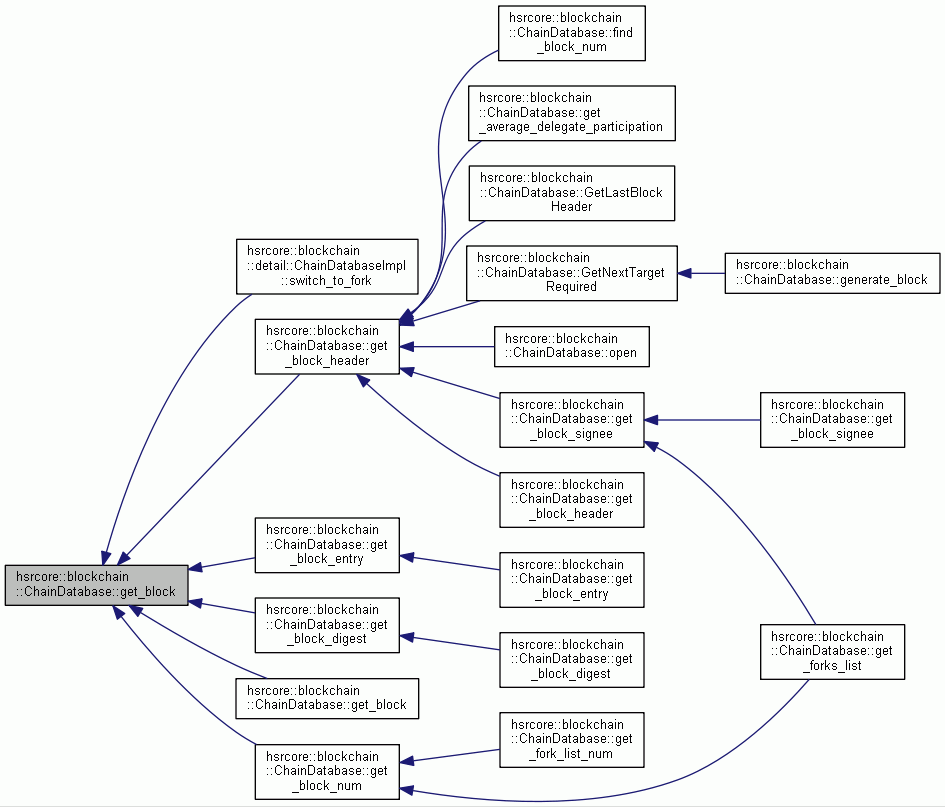 hsrcore::blockchain
::ChainDatabase::find
_block_num
hsrcore::blockchain
::ChainDatabase::get
_average_delegate_participation
hsrcore::blockchain
::ChainDatabase::GetLastBlock
Header
hsrcore::blockchain
::detail::ChainDatabaseImpl
::switch_to_fork
hsrcore::blockchain
::ChainDatabase::GetNextTarget
Required
hsrcore::blockchain
::ChainDatabase::generate_block
hsrcore::blockchain
::ChainDatabase::get
_block_header
hsrcore::blockchain
::ChainDatabase::open
hsrcore::blockchain
::ChainDatabase::get
_block_signee
hsrcore::blockchain
::ChainDatabase::get
_block_signee
hsrcore::blockchain
::ChainDatabase::get
_block_header
hsrcore::blockchain
::ChainDatabase::get
_block_entry
hsrcore::blockchain
::ChainDatabase::get
_block_entry
hsrcore::blockchain
::ChainDatabase::get_block
hsrcore::blockchain
::ChainDatabase::get
_block_digest
hsrcore::blockchain
::ChainDatabase::get
_block_digest
hsrcore::blockchain
::ChainDatabase::get
_forks_list
hsrcore::blockchain
::ChainDatabase::get_block
hsrcore::blockchain
::ChainDatabase::get
_fork_list_num
hsrcore::blockchain
::ChainDatabase::get
_block_num